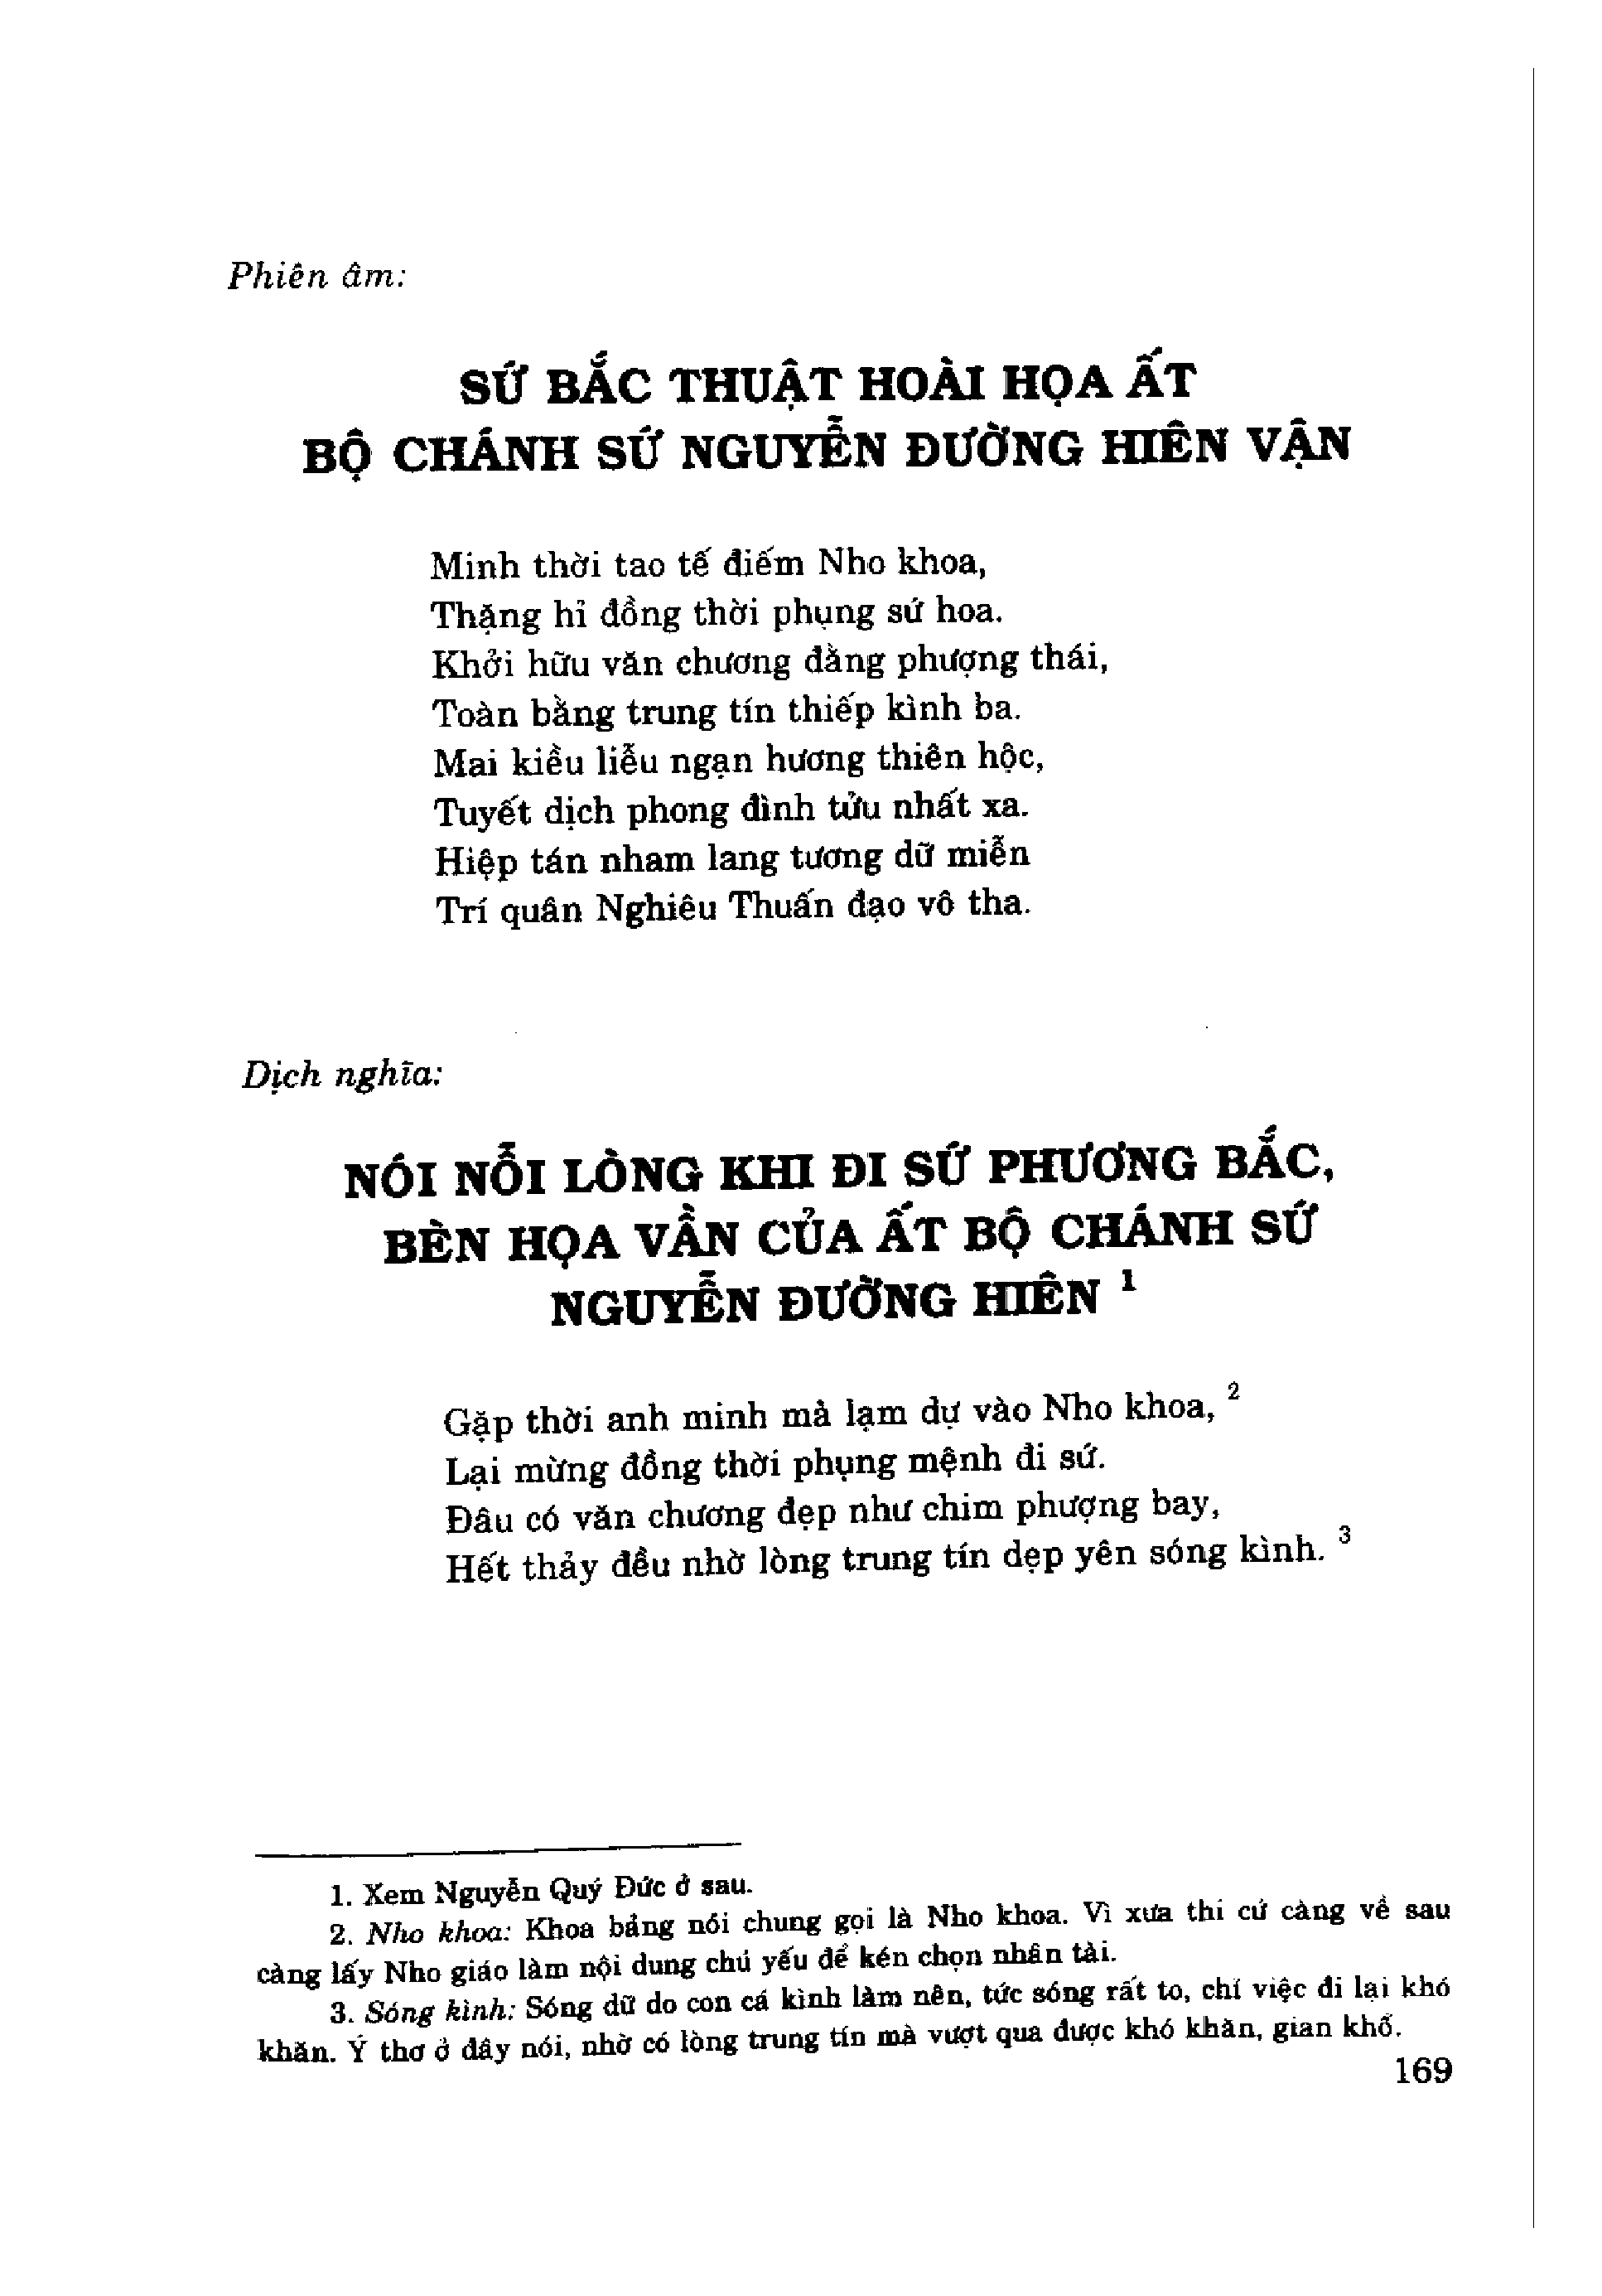 Phiên âm:
SỨ BẮC THUẬT HOÀI HỌA ẤT
BỘ CHÁNH SỨ NGUYỄN ĐƯỜNG HIÊN VẬN
Minh thời tao tế điếm Nho khoa,
Thặng hỉ đồng thời phụng sứ hoa.
Khởi hữu văn chương đằng phượng thái,
Toàn bằng trung tín thiếp kình ba.
Mai kiều liễu ngạn hương thiên hộc,
Tuyết dịch phong đình tửu nhất xa.
Hiệp tán nham lang tương dữ miễn
Trí quân Nghiêu Thuấn đạo vô tha.
Dịch nghĩa:
NÓI NỖI LÒNG KHI ĐI SỨ PHƯƠNG BẮC,
BÈN HỌA VẦN CỦA ẤT BỘ CHÁNH SỨ
NGUYỄN ĐƯỜNG HIÊN 1
Gặp thời anh minh mà lạm dự vào Nho khoa, 2
Lại mừng đồng thời phụng mệnh đi sứ.
Đâu có văn chương đẹp như chim phượng bay,
Hết thảy đều nhờ lòng trung tín dẹp yên sóng kình. 3
1. Xem Nguyễn Quý Đức ở sau.
2. Nho khoa: Khoa bảng nói chung gọi là Nho khoa. Vì xưa thi cử càng về sau
càng lấy Nho giáo làm nội dung chủ yếu để kén chọn nhân tài.
3. Sóng kình: Sóng dữ do con cá kình làm nên, tức sóng rất to, chỉ việc đi lại khó
khăn. Ý thơ ở đây nói, nhờ có lòng trung tín mà vượt qua được khó khăn, gian khổ.
169